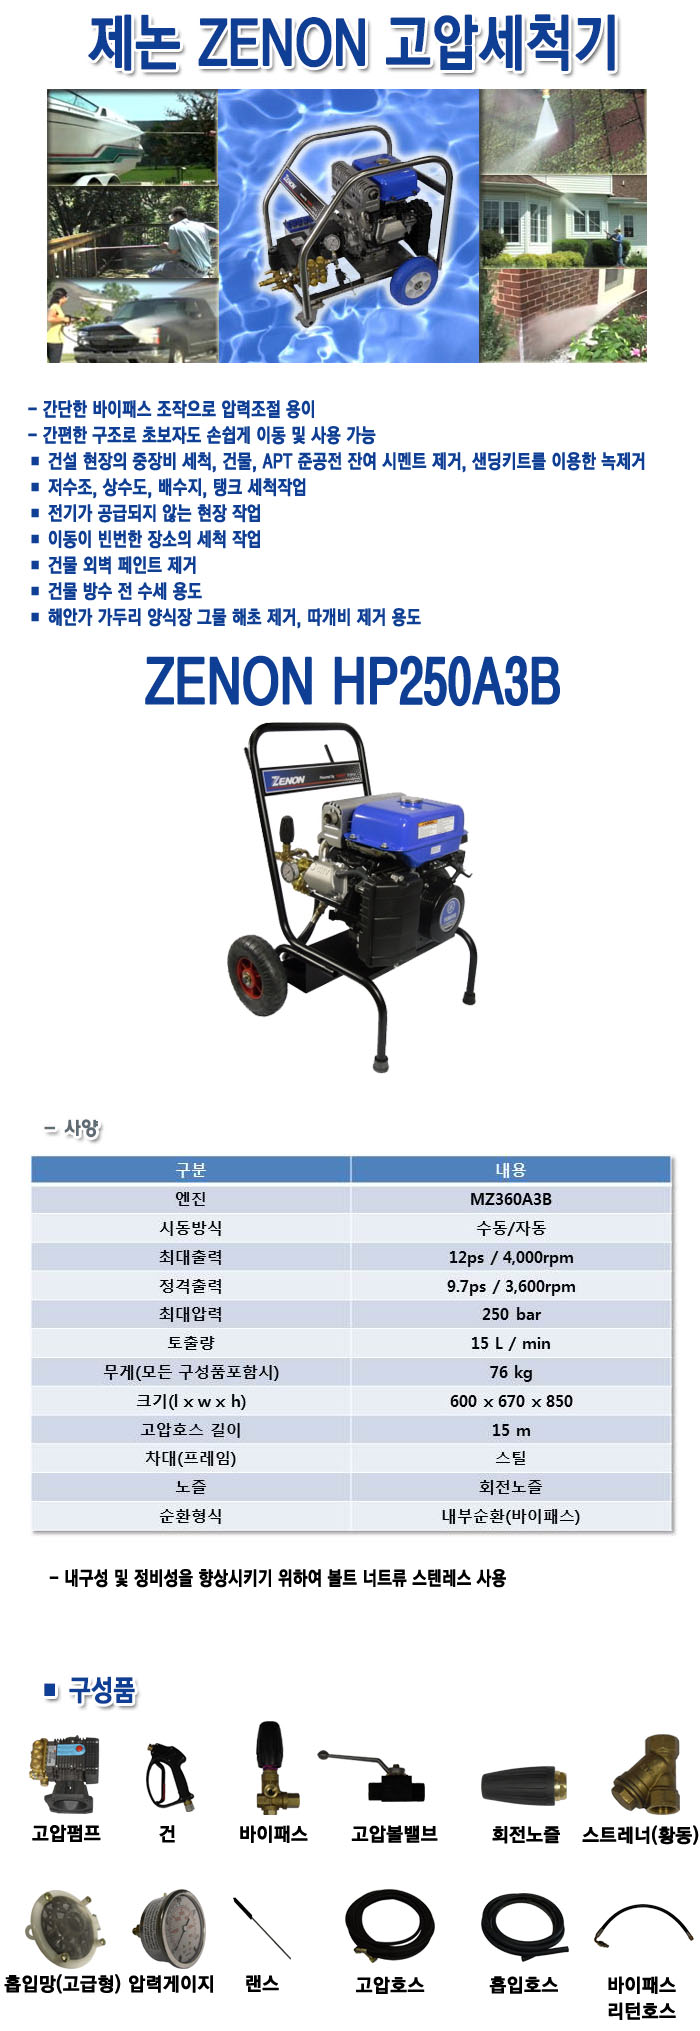 제논 ZENON 고압세척기
ZENON
- 간단한 바이패스 조작으로 압력조절 용이
- 간편한 구조로 초보자도 손쉽게 이동 및 사용 가능
■ 건설 현장의 중장비 세척, 건물, APT 준공전 잔여 시멘트 제거, 샌딩키트를 이용한 녹제거
■ 저수조, 상수도, 배수지, 탱크 세척작업
■ 전기가 공급되지 않는 현장 작업
■ 이동이 빈번한 장소의 세척 작업
■ 건물 외벽 페인트 제거
■ 건물 방수 전 수세 용도
■ 해안가 가두리 양식장 그물 해초 제거, 따개비 제거 용도
ZENON HP250A3B
ZENON
- 사양
구분 내용
엔진 MZ360A3B
시동방식 수동/자동
최대출력 12ps / 4,000rpm
정격출력 9.7ps / 3,600rpm
최대압력 250 bar
토출량 15 L / min
무게(모든 구성품포함시) 76 kg
크기(l x w x h) 600 x 670 x 850
고압호스 길이 15 m
차대(프레임) 스틸
노즐 회전노즐
순환형식 내부순환(바이패스)
- 내구성 및 정비성을 향상시키기 위하여 볼트 너트류 스텐레스 사용
■ 구성품
고압펌프 건 바이패스 고압볼밸브 회전노즐 스트레너(황동)
흡입망(고급형) 압력게이지 랜스 고압호스 흡입호스 바이패스
리턴호스